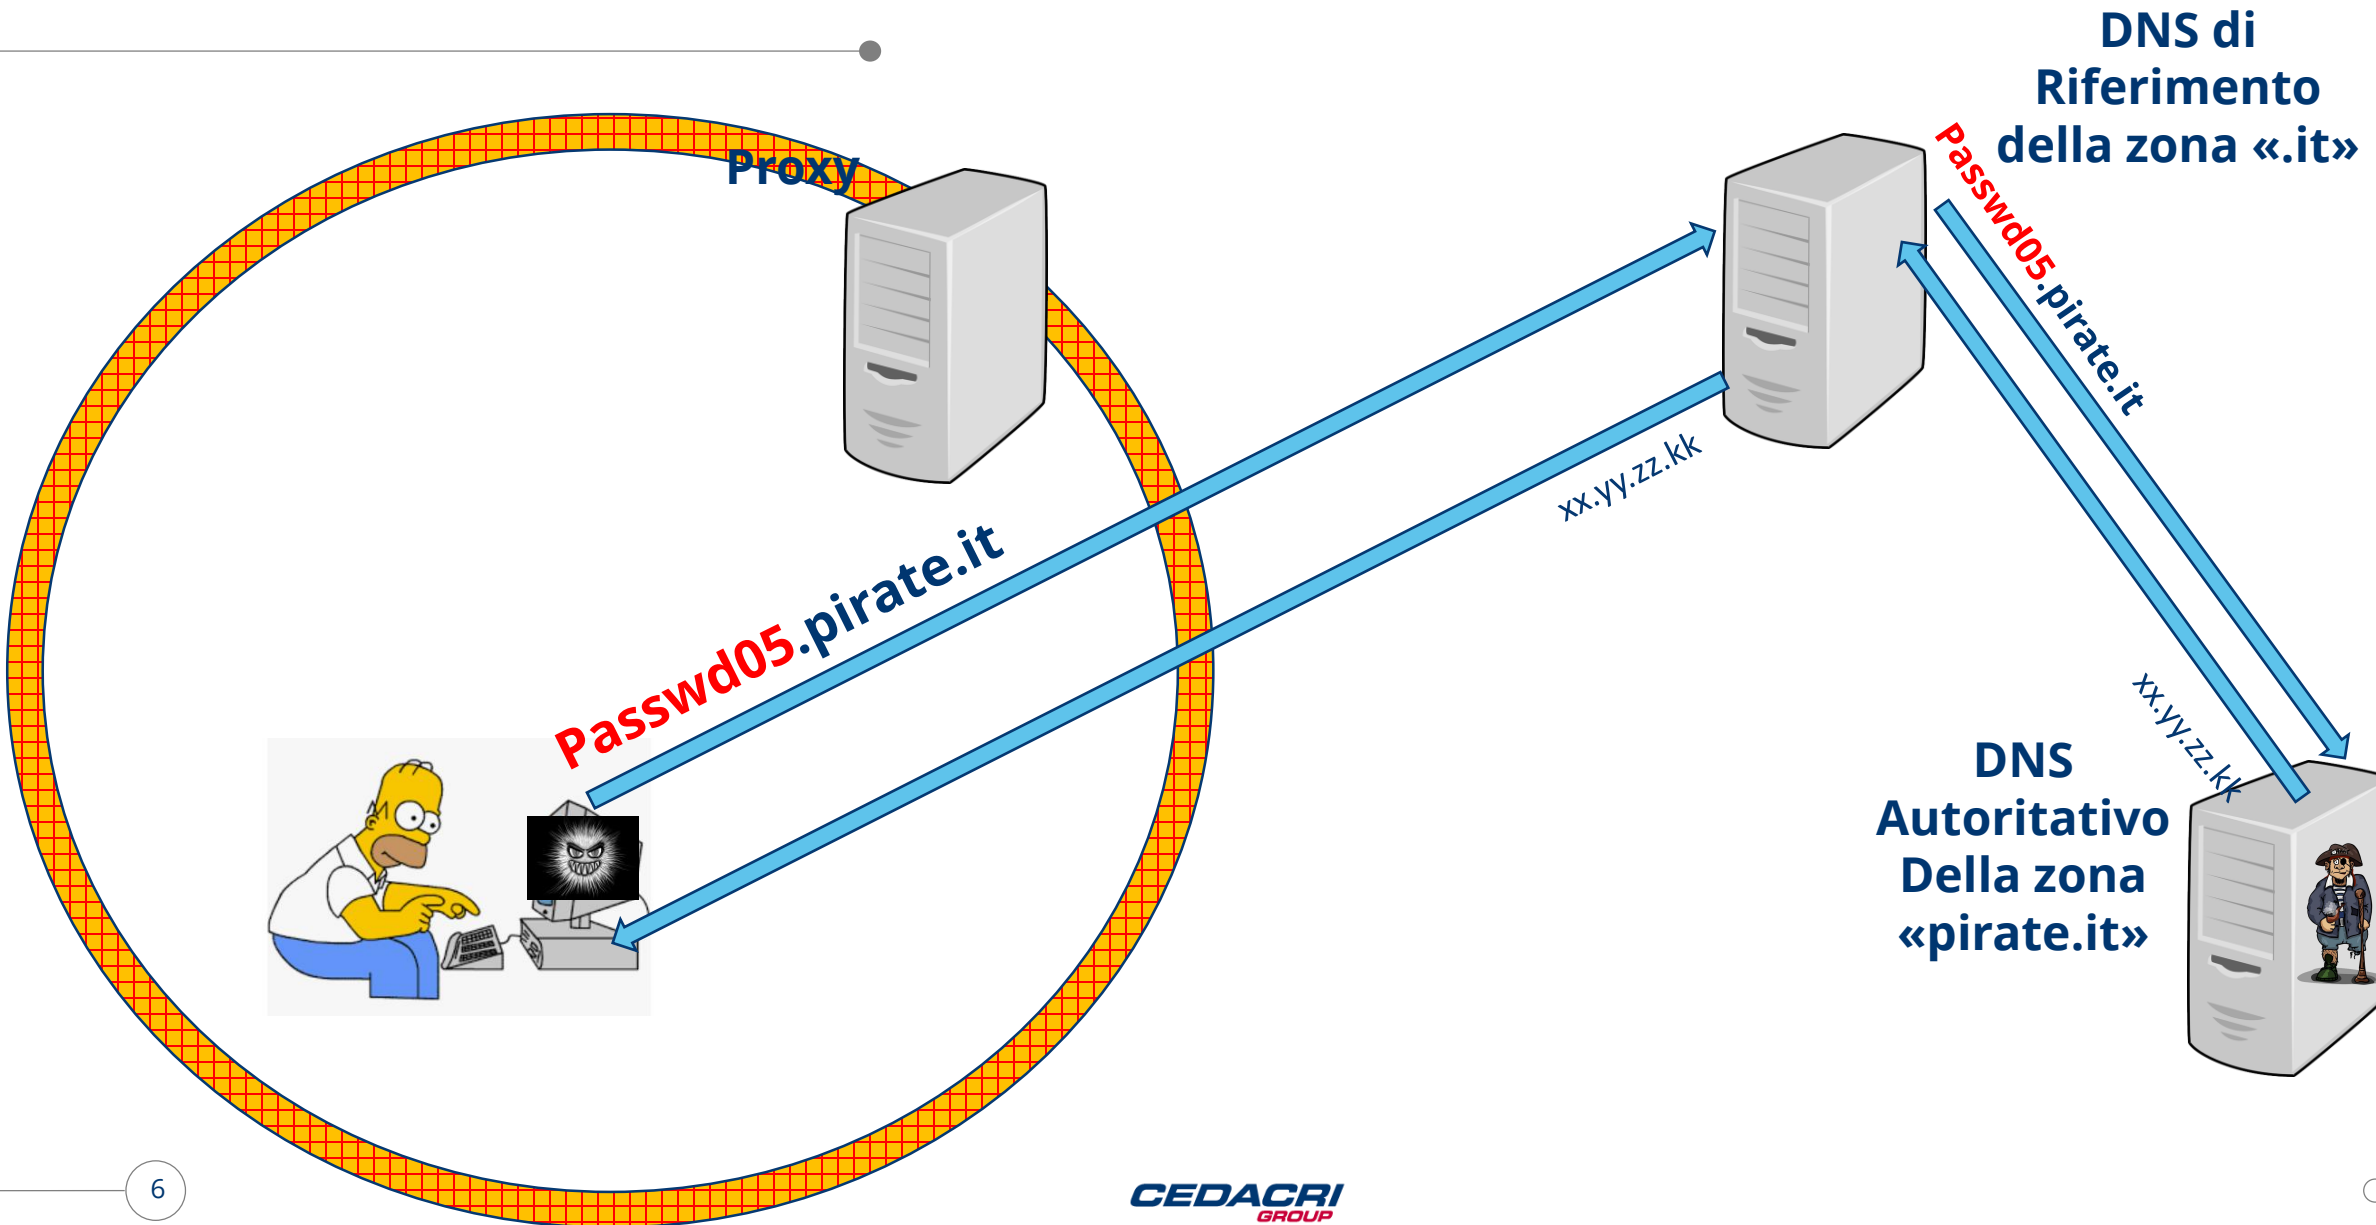 DNS di
Riferimento
della zona «.it»
Proxy
Passwd05.pirate.it
Passwd05.pirate.it
xx.yy.zz.kk
xx.yy.zz.kk
DNS
Autoritativo
Della zona
«pirate.it»
6
CEDACRI
GROUP